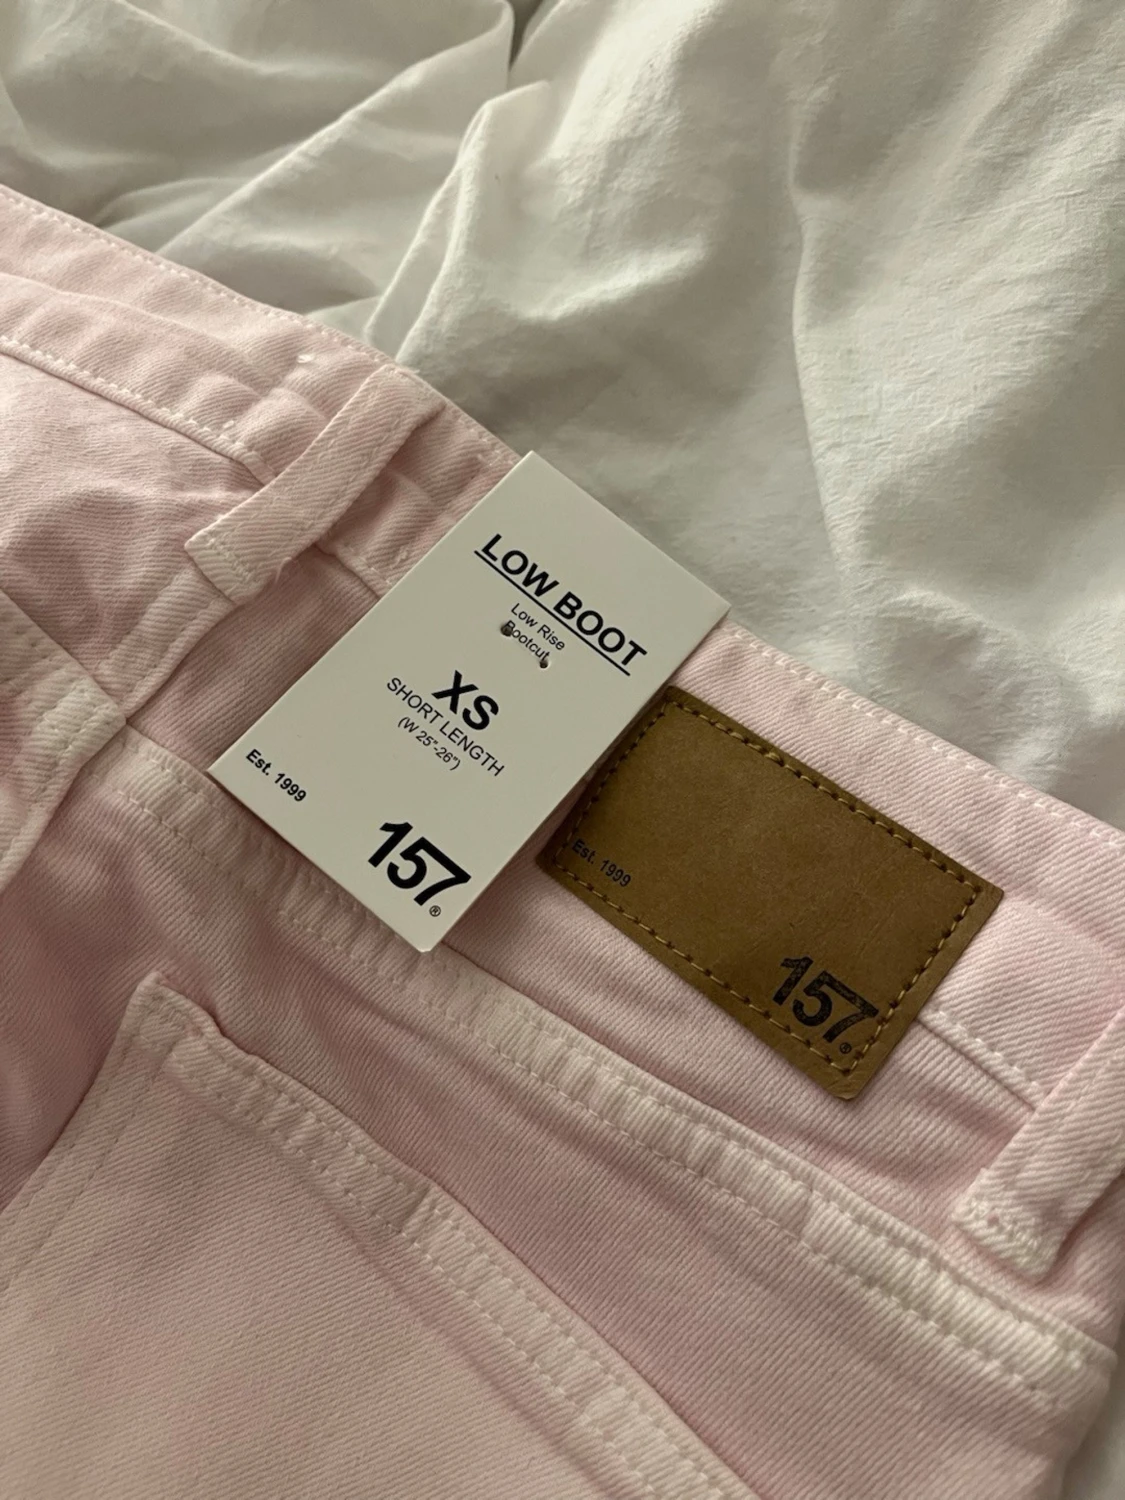 LOW BOOT
Low Rise
Bootcut
XS
SHORT LENGTH
(W 25"-26")
Est. 1999
157®
Est. 1999
157®